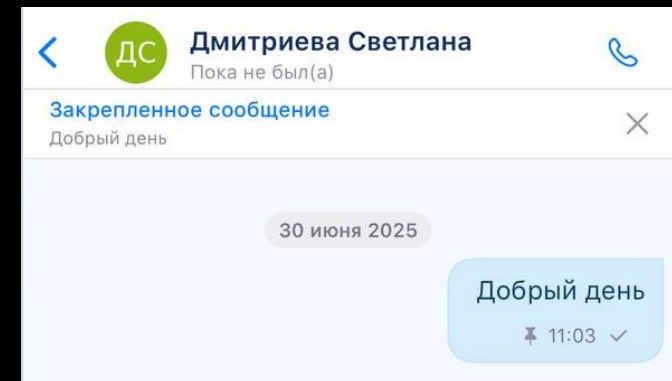 ДС
Дмитриева Светлана
Пока не был(а)
Закрепленное сообщение
Добрый день
30 июня 2025
Добрый день
11:03